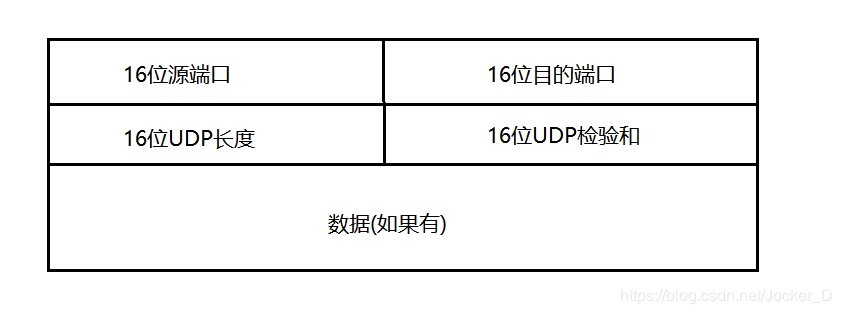 16位源端口
16位目的端口
16位UDP长度
16位UDP检验和
数据(如果有)
https://blog.csdn.net/Jocker_D